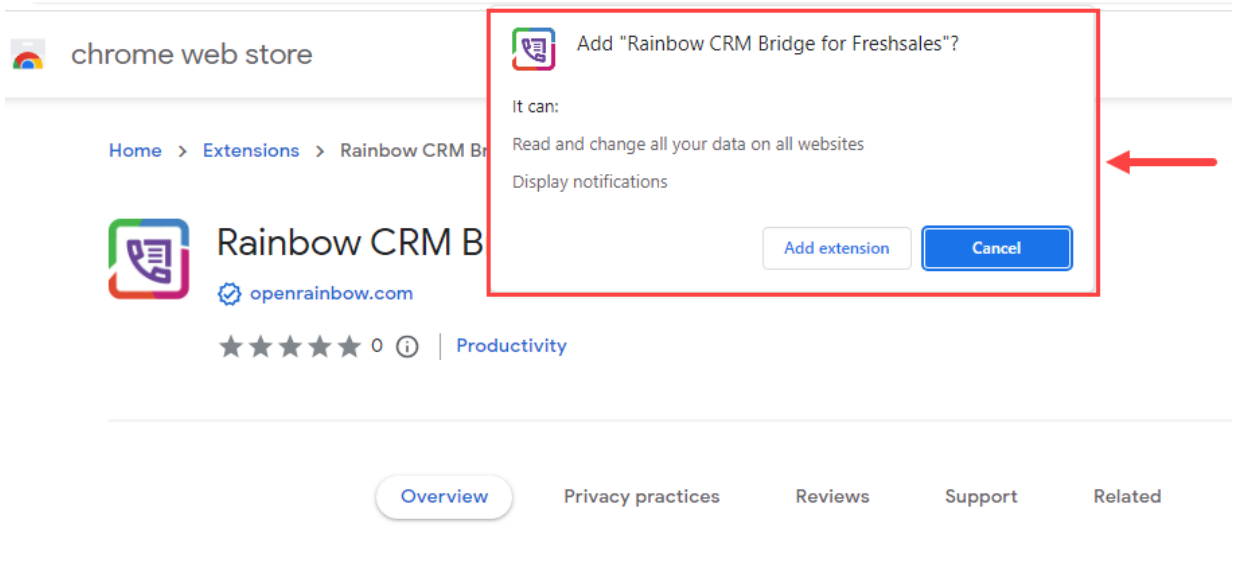 chrome web store
Add "Rainbow CRM Bridge for Freshsales"?
It can:
Read and change all your data on all websites
Display notifications
Add extension Cancel
Home > Extensions > Rainbow CRM Br
Rainbow CRM B
openrainbow.com
0 Productivity
Overview Privacy practices Reviews Support Related